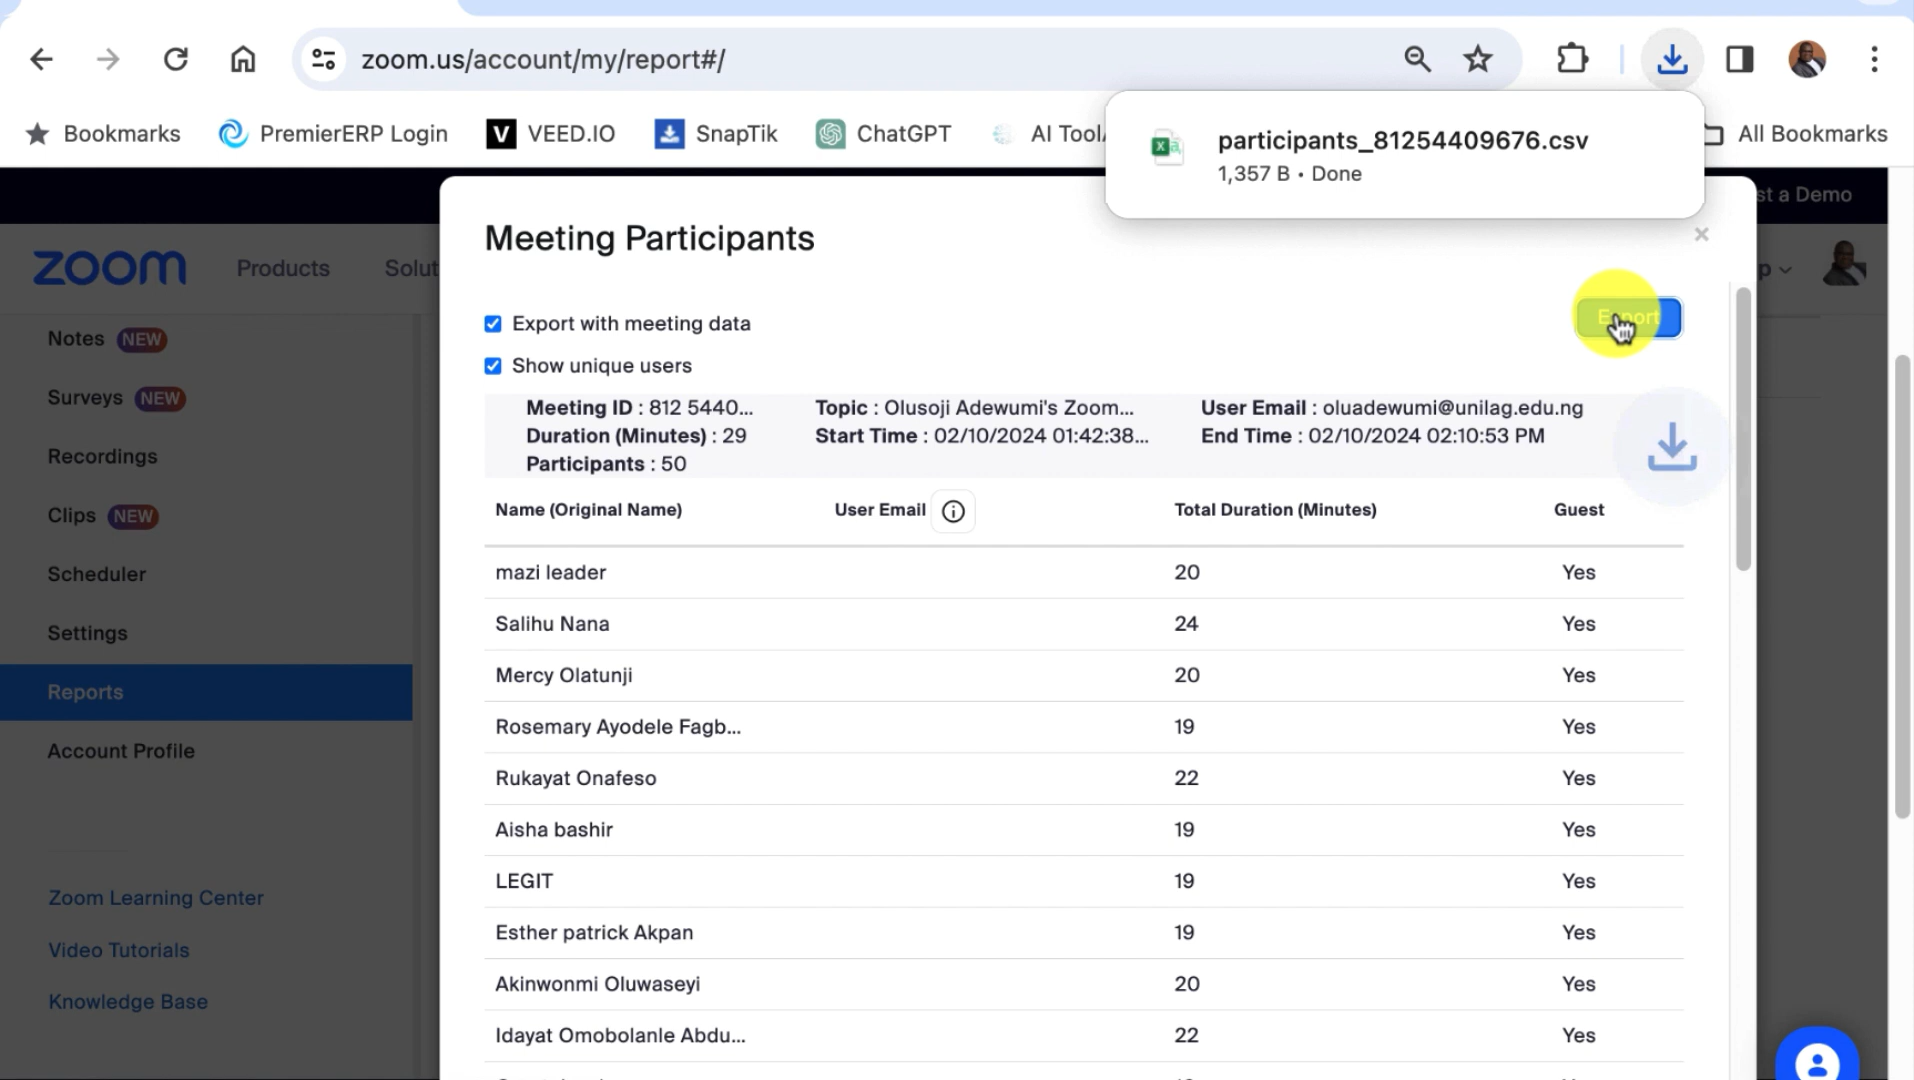 zoom.us/account/my/report#/
Bookmarks
PremierERP Login
V VEED.IO
SnapTik
ChatGPT
AI Tool
All Bookmarks
participants_81254409676.csv
1,357 B • Done
st a Demo
zoom
Products
Solut
Meeting Participants
Export with meeting data
Export
Show unique users
Meeting ID : 812 5440...
Topic : Olusoji Adewumi's Zoom...
User Email : oluadewumi@unilag.edu.ng
Duration (Minutes) : 29
Start Time : 02/10/2024 01:42:38...
End Time : 02/10/2024 02:10:53 PM
Participants : 50
Name (Original Name) User Email Total Duration (Minutes) Guest
mazi leader 20 Yes
Salihu Nana 24 Yes
Mercy Olatunji 20 Yes
Rosemary Ayodele Fagb... 19 Yes
Rukayat Onafeso 22 Yes
Aisha bashir 19 Yes
LEGIT 19 Yes
Esther patrick Akpan 19 Yes
Akinwonmi Oluwaseyi 20 Yes
Idayat Omobolanle Abdu... 22 Yes
Notes NEW
Surveys NEW
Recordings
Clips NEW
Scheduler
Settings
Reports
Account Profile
Zoom Learning Center
Video Tutorials
Knowledge Base